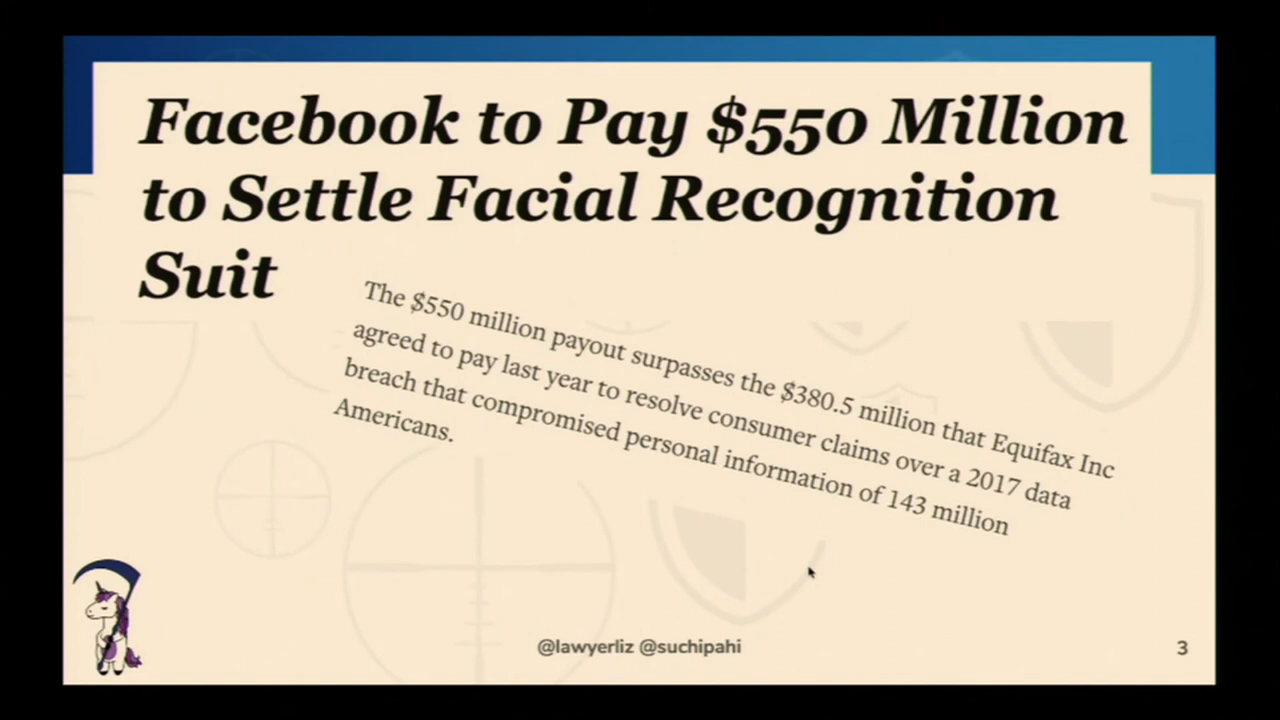 Facebook to Pay $550 Million
to Settle Facial Recognition
Suit
The $550 million payout surpasses the $380.5 million that Equifax Inc
agreed to pay last year to resolve consumer claims over a 2017 data
breach that compromised personal information of 143 million
Americans.
@lawyerliz @suchipahi
3